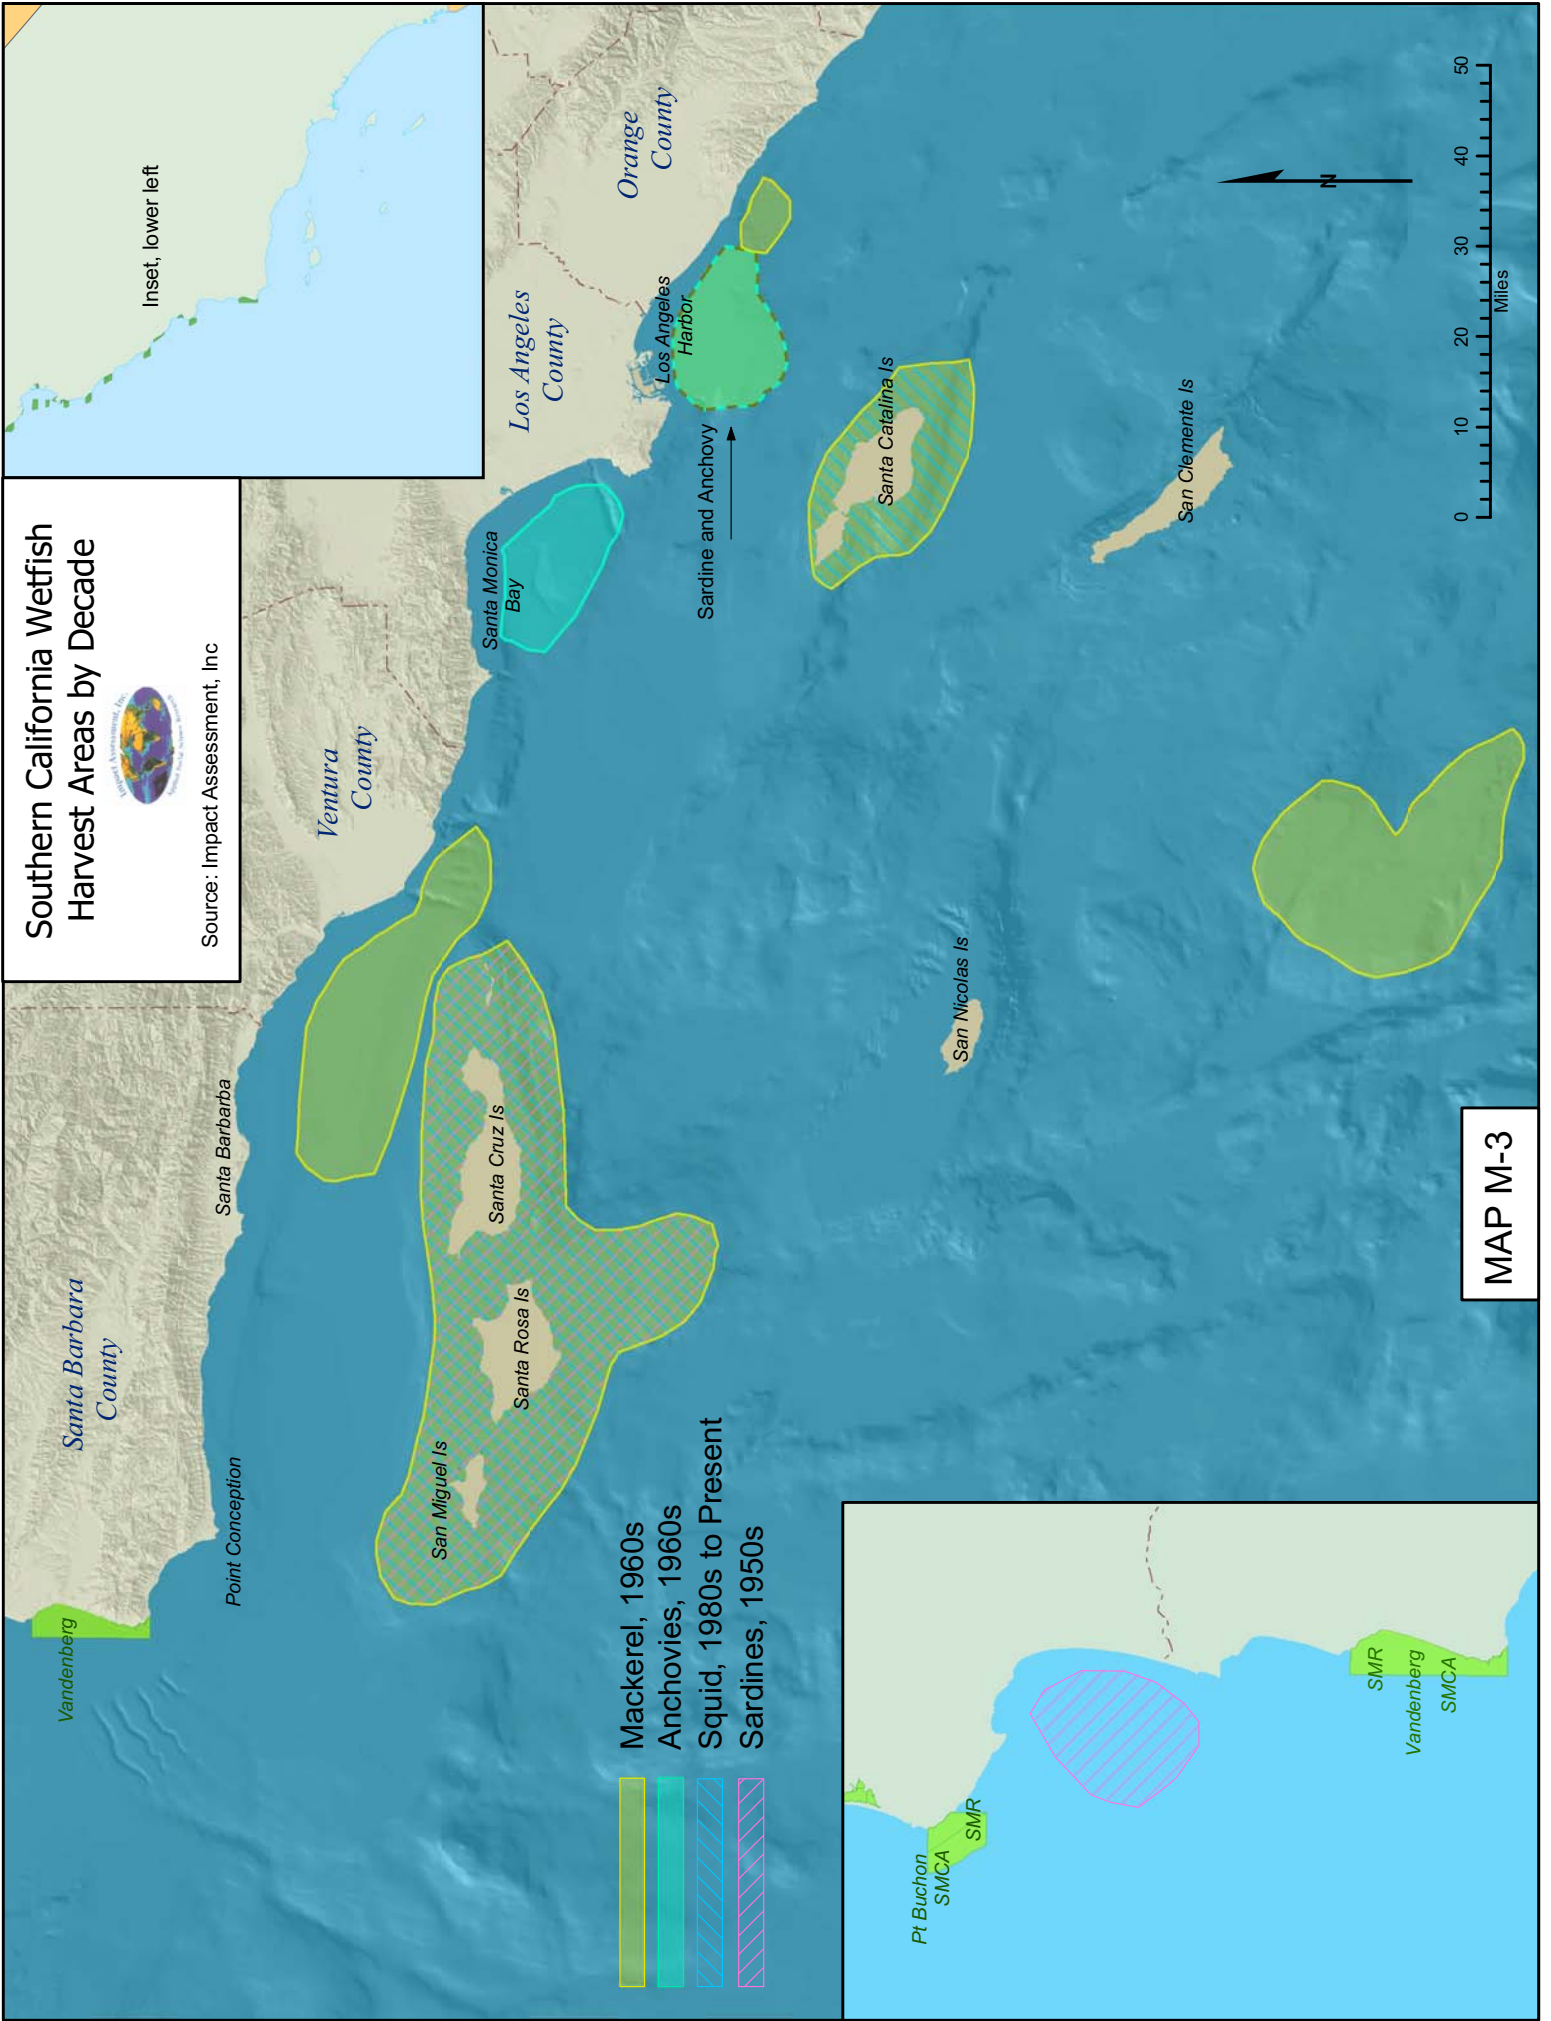 Southern California Wetfish
Harvest Areas by Decade
Impact Assessment, Inc.
Source: Impact Assessment, Inc
Inset, lower left
Santa Barbara
County
Ventura
County
Los Angeles
County
Orange
County
Vandenberg
Point Conception
Santa Barbarba
Santa Monica
Bay
Los Angeles
Harbor
Sardine and Anchovy
San Miguel Is
Santa Rosa Is
Santa Cruz Is
Santa Catalina Is
San Nicolas Is
San Clemente Is
Mackerel, 1960s
Anchovies, 1960s
Squid, 1980s to Present
Sardines, 1950s
Pt Buchon
SMCA
SMR
SMR
Vandenberg
SMCA
MAP M-3
N
0 10 20 30 40 50
Miles